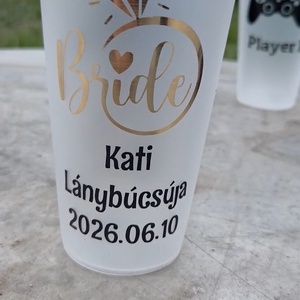 Bride
Kati
Lánybúcsúja
2026.06.10
Player